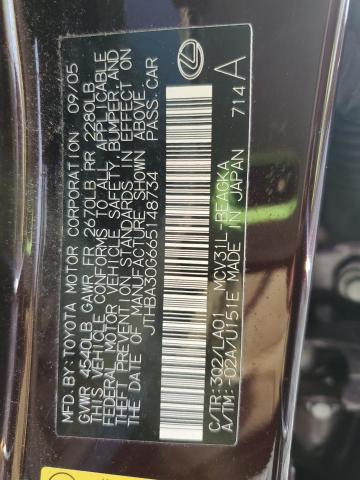 MFD.BY:TOYOTA MOTOR CORPORATION 09/05
GVWR 4540LB GAWR FR 2670LB RR 2280LB
THIS VEHICLE CONFORMS TO ALL APPLICABLE
FEDERAL MOTOR VEHICLE SAFETY, BUMPER, AND
THEFT PREVENTION STANDARDS IN EFFECT ON
THE DATE OF MANUFACTURE SHOWN ABOVE.
JTHBA30G665148734 PASS.CAR
C/TR:302/LA01 MCV31L-BEAGKA
A/TM:-02A/U151E MADE IN JAPAN 714 A